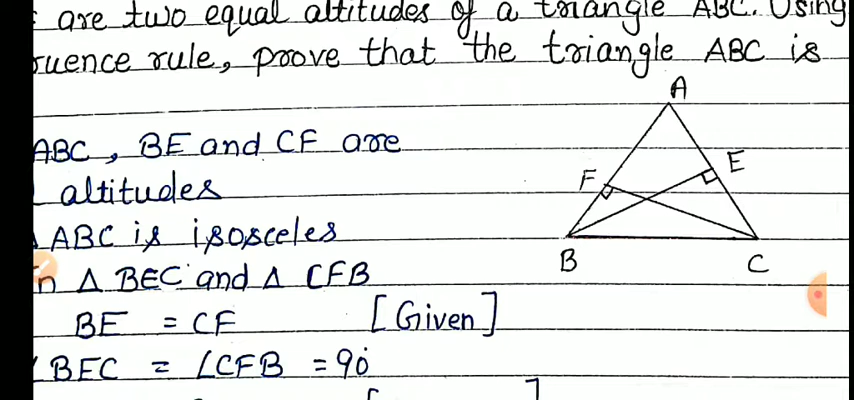 are two equal altitudes of a triangle ABC. Using
rule, prove that the triangle ABC is
A
ABC, BE and CF are
E
F
altitudes
ABC is isosceles
B
C
In Δ BEC and Δ CFB
BE = CF [Given]
∠BEC = ∠CFB = 90°